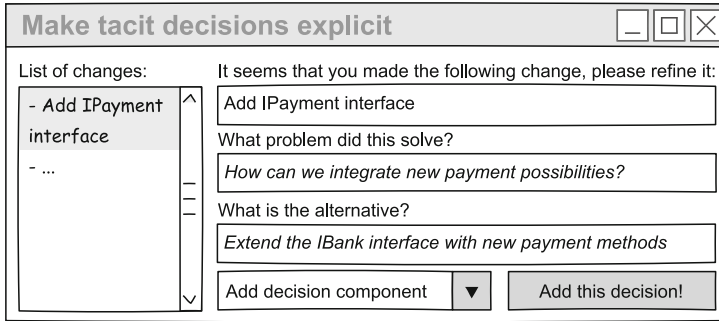 Make tacit decisions explicit
List of changes:
- Add IPayment
interface
- ...
It seems that you made the following change, please refine it:
Add IPayment interface
What problem did this solve?
How can we integrate new payment possibilities?
What is the alternative?
Extend the IBank interface with new payment methods
Add decision component
Add this decision!